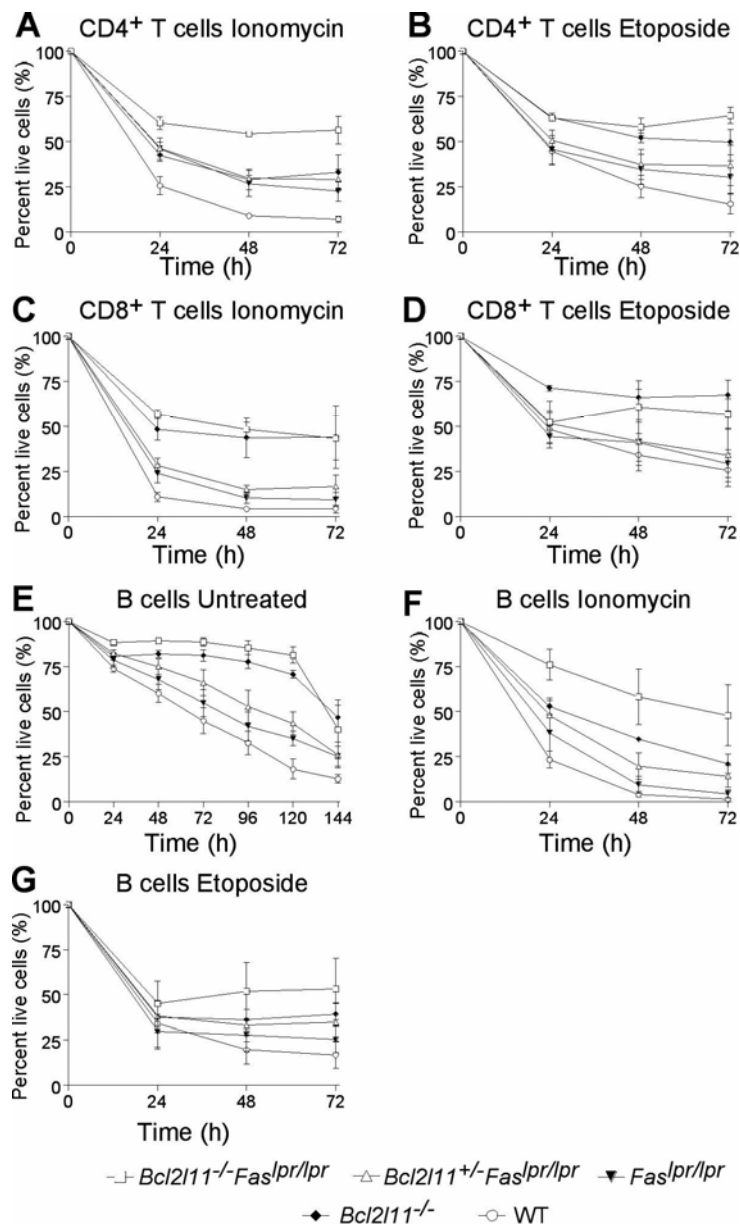 A CD4+ T cells Ionomycin
Percent live cells (%)
100
75
50
25
0
0 24 48 72
Time (h)
B CD4+ T cells Etoposide
Percent live cells (%)
100
75
50
25
0
0 24 48 72
Time (h)
C CD8+ T cells Ionomycin
Percent live cells (%)
100
75
50
25
0
0 24 48 72
Time (h)
D CD8+ T cells Etoposide
Percent live cells (%)
100
75
50
25
0
0 24 48 72
Time (h)
E B cells Untreated
Percent live cells (%)
100
75
50
25
0
0 24 48 72 96 120 144
Time (h)
F B cells Ionomycin
Percent live cells (%)
100
75
50
25
0
0 24 48 72
Time (h)
G B cells Etoposide
Percent live cells (%)
100
75
50
25
0
0 24 48 72
Time (h)
Bcl2l11-/-Faslpr/lpr Bcl2l11+/-Faslpr/lpr Faslpr/lpr
Bcl2l11-/- WT